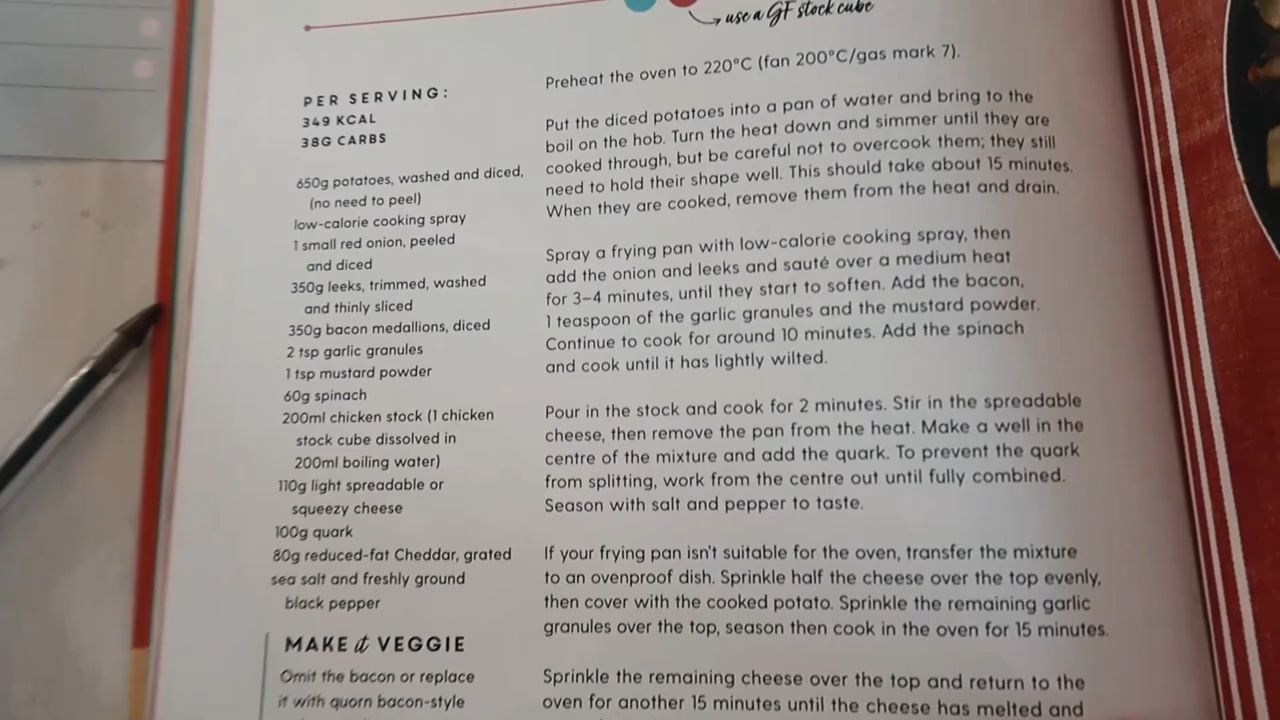 use a GF stock cube
PER SERVING:
349 KCAL
38G CARBS
650g potatoes, washed and diced,
(no need to peel)
low-calorie cooking spray
1 small red onion, peeled
and diced
350g leeks, trimmed, washed
and thinly sliced
350g bacon medallions, diced
2 tsp garlic granules
1 tsp mustard powder
60g spinach
200ml chicken stock (1 chicken
stock cube dissolved in
200ml boiling water)
110g light spreadable or
squeezy cheese
100g quark
80g reduced-fat Cheddar, grated
sea salt and freshly ground
black pepper
MAKE it VEGGIE
Omit the bacon or replace
it with quorn bacon-style
Preheat the oven to 220°C (fan 200°C/gas mark 7).
Put the diced potatoes into a pan of water and bring to the
boil on the hob. Turn the heat down and simmer until they are
cooked through, but be careful not to overcook them; they still
need to hold their shape well. This should take about 15 minutes.
When they are cooked, remove them from the heat and drain.
Spray a frying pan with low-calorie cooking spray, then
add the onion and leeks and sauté over a medium heat
for 3–4 minutes, until they start to soften. Add the bacon,
1 teaspoon of the garlic granules and the mustard powder.
Continue to cook for around 10 minutes. Add the spinach
and cook until it has lightly wilted.
Pour in the stock and cook for 2 minutes. Stir in the spreadable
cheese, then remove the pan from the heat. Make a well in the
centre of the mixture and add the quark. To prevent the quark
from splitting, work from the centre out until fully combined.
Season with salt and pepper to taste.
If your frying pan isn't suitable for the oven, transfer the mixture
to an ovenproof dish. Sprinkle half the cheese over the top evenly,
then cover with the cooked potato. Sprinkle the remaining garlic
granules over the top, season then cook in the oven for 15 minutes.
Sprinkle the remaining cheese over the top and return to the
oven for another 15 minutes until the cheese has melted and